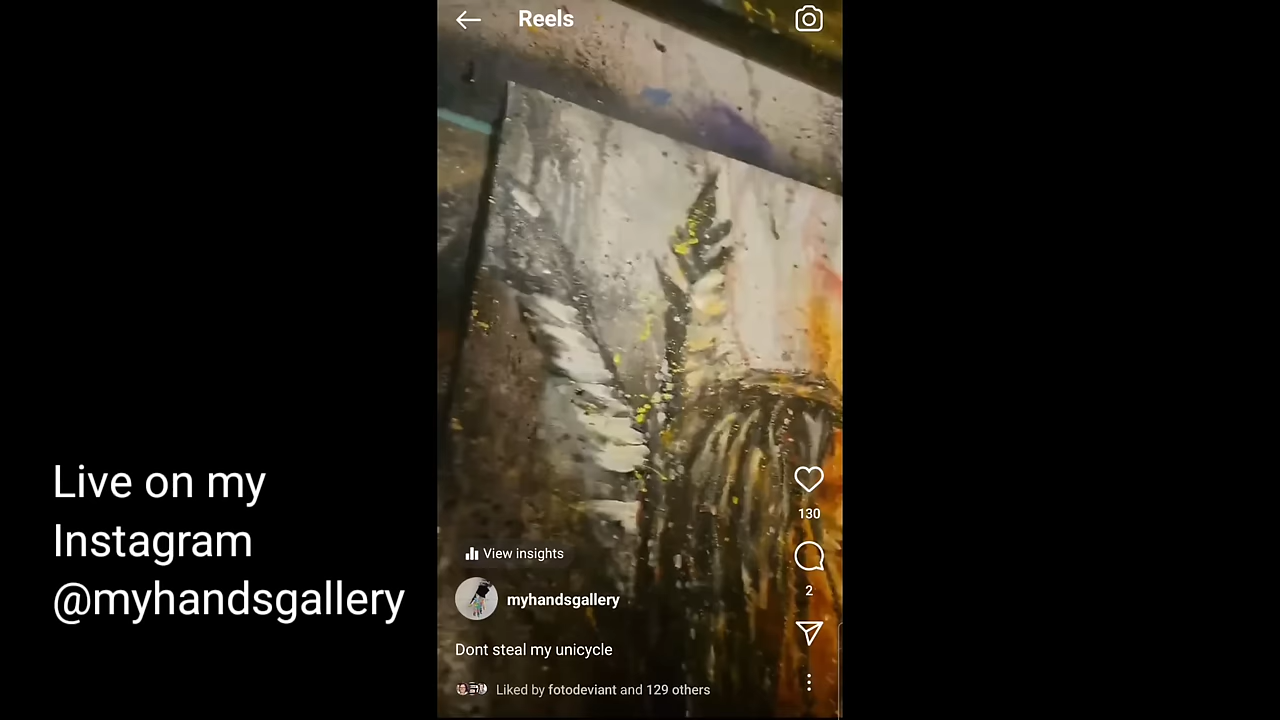 Reels
Live on my
Instagram
@myhandsgallery
130
2
View insights
myhandsgallery
Dont steal my unicycle
Liked by fotodeviant and 129 others